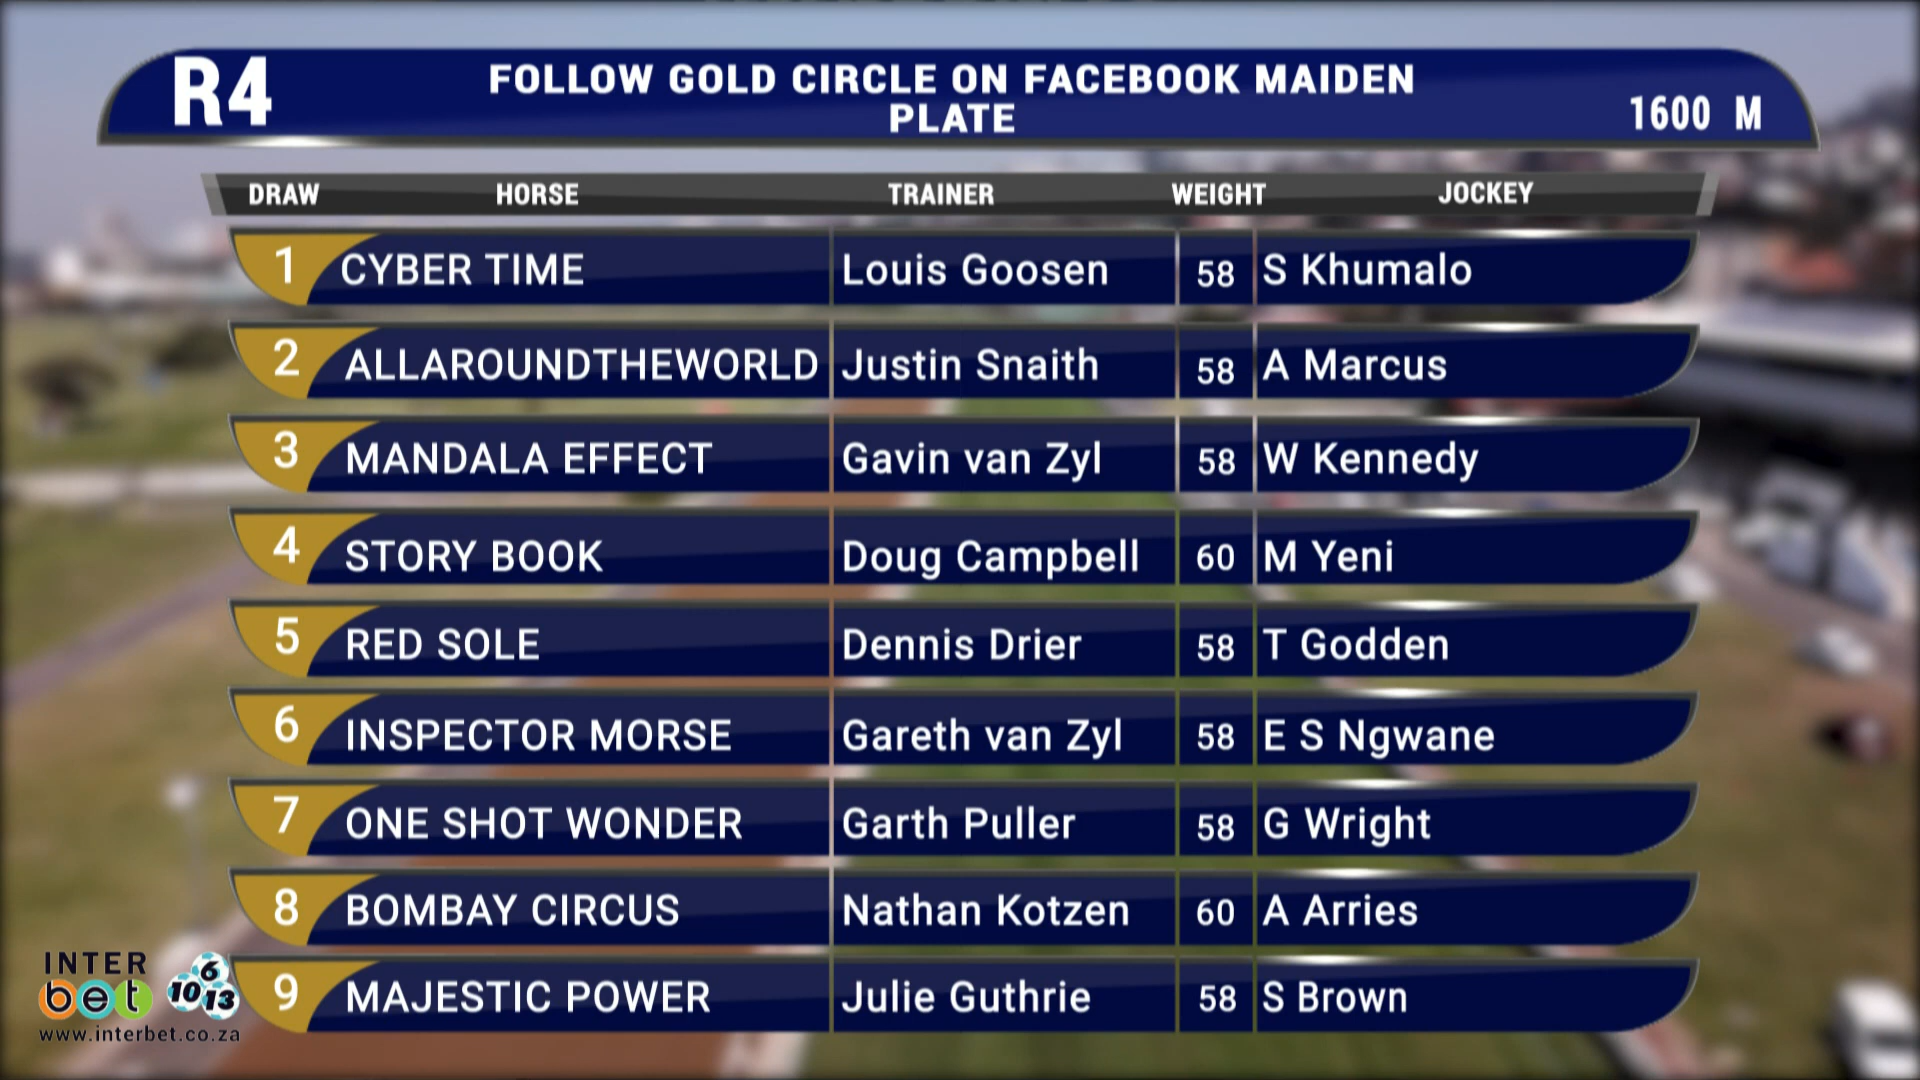 R4
FOLLOW GOLD CIRCLE ON FACEBOOK MAIDEN
PLATE
1600 M
DRAW HORSE TRAINER WEIGHT JOCKEY
1 CYBER TIME Louis Goosen 58 S Khumalo
2 ALLAROUNDTHEWORLD Justin Snaith 58 A Marcus
3 MANDALA EFFECT Gavin van Zyl 58 W Kennedy
4 STORY BOOK Doug Campbell 60 M Yeni
5 RED SOLE Dennis Drier 58 T Godden
6 INSPECTOR MORSE Gareth van Zyl 58 E S Ngwane
7 ONE SHOT WONDER Garth Puller 58 G Wright
8 BOMBAY CIRCUS Nathan Kotzen 60 A Arries
9 MAJESTIC POWER Julie Guthrie 58 S Brown
INTER
bet
6
10 13
www.interbet.co.za